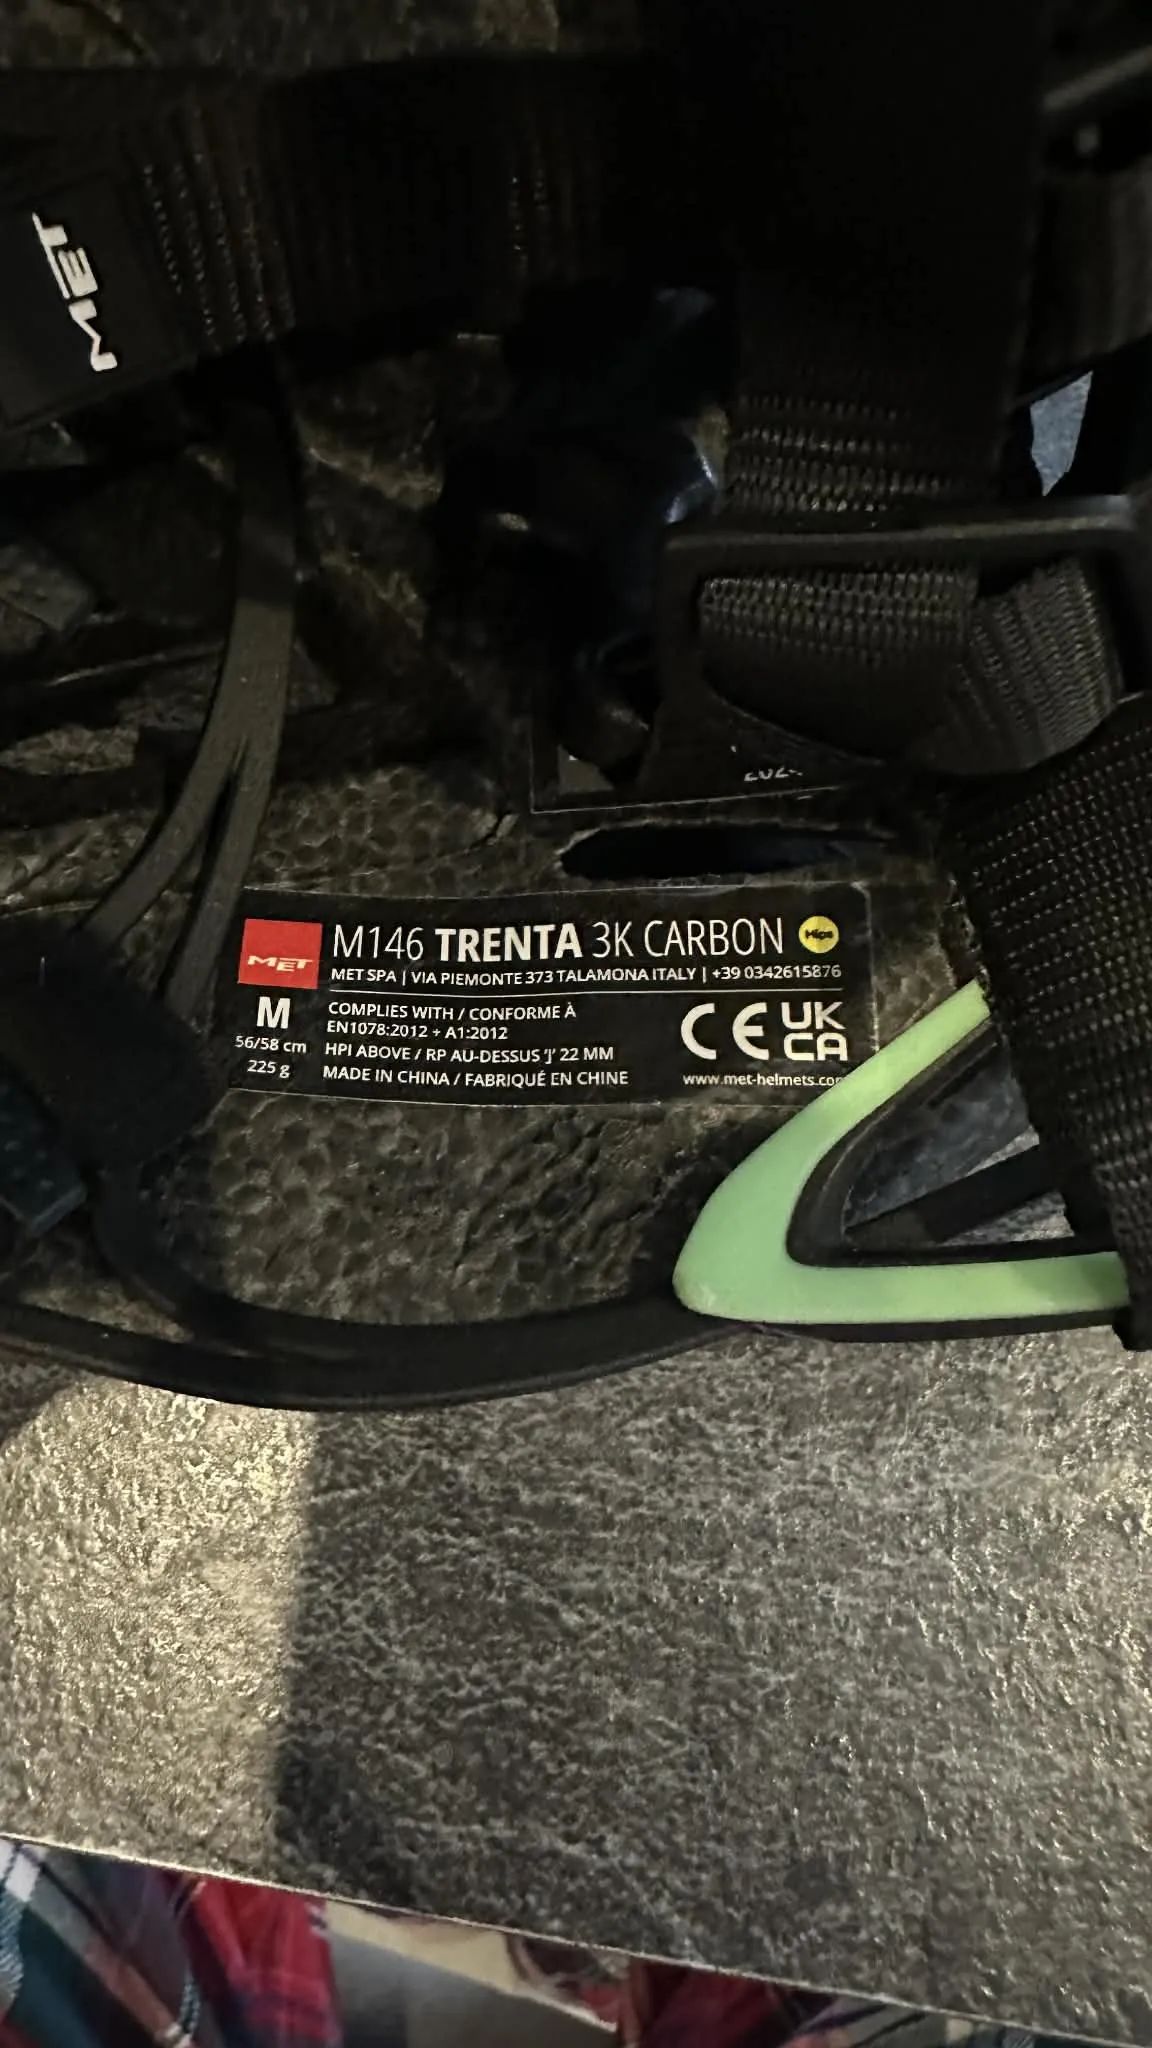 MET
M146 TRENTA 3K CARBON Mips
MET
MET SPA | VIA PIEMONTE 373 TALAMONA ITALY | +39 0342615876
M
56/58 cm
225 g
COMPLIES WITH / CONFORME À
EN1078:2012 + A1:2012
HPI ABOVE / RP AU-DESSUS 'J' 22 MM
MADE IN CHINA / FABRIQUÉ EN CHINE
CE UK
CA